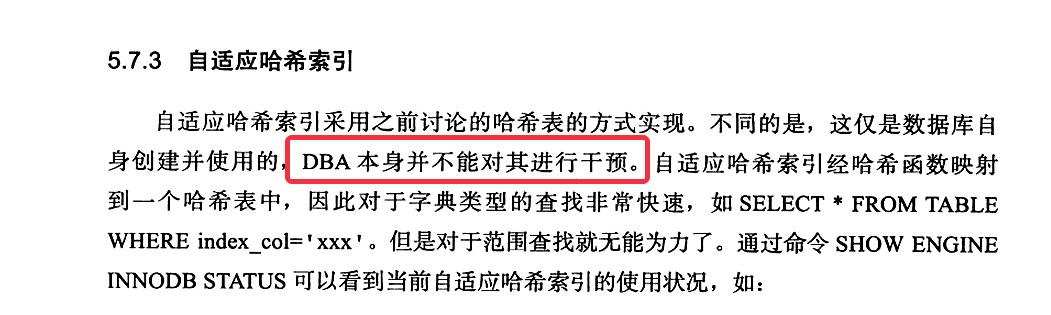 5.7.3 自适应哈希索引
自适应哈希索引采用之前讨论的哈希表的方式实现。不同的是，这仅是数据库自
身创建并使用的，DBA 本身并不能对其进行干预。自适应哈希索引经哈希函数映射
到一个哈希表中，因此对于字典类型的查找非常快速，如 SELECT * FROM TABLE
WHERE index_col='xxx'。但是对于范围查找就无能为力了。通过命令 SHOW ENGINE
INNODB STATUS 可以看到当前自适应哈希索引的使用状况，如：